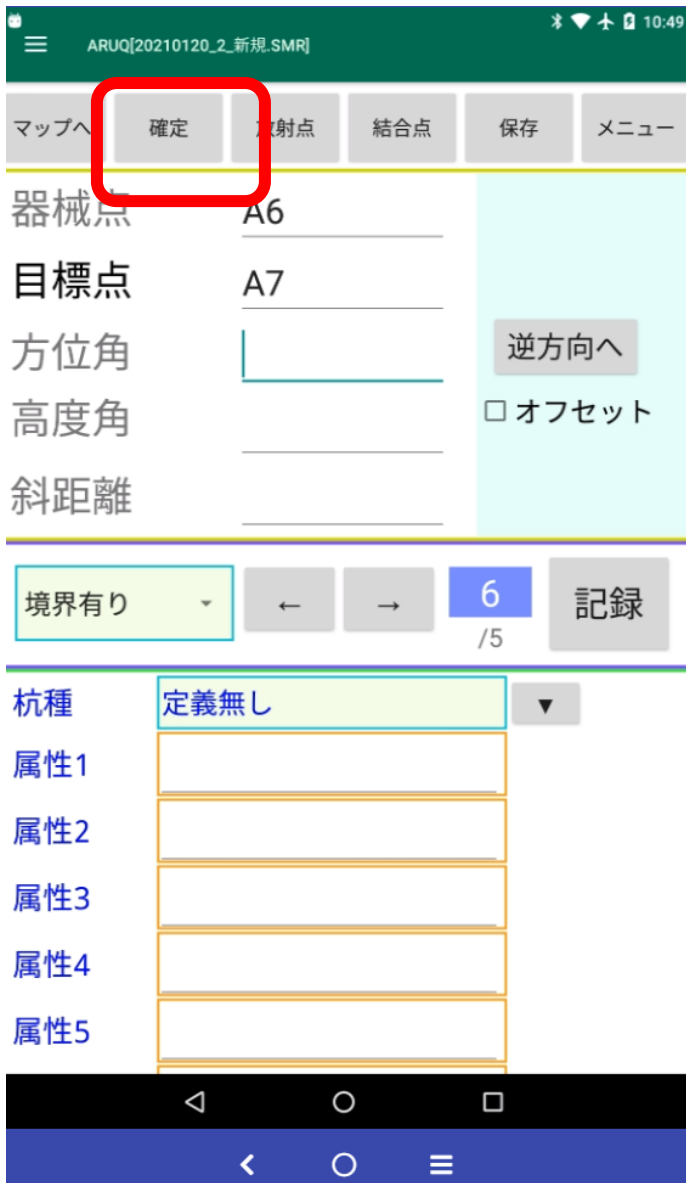 10:49
ARUQ[20210120_2_新規.SMR]
マップへ 確定 放射点 結合点 保存 メニュー
器械点 A6
目標点 A7
方位角 逆方向へ
高度角 オフセット
斜距離
境界有り ← → 6 /5 記録
杭種 定義無し ▼
属性1
属性2
属性3
属性4
属性5